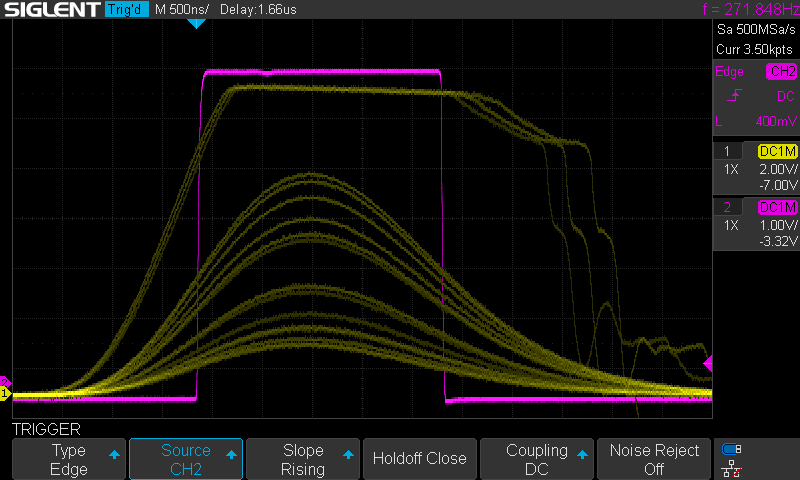 SIGLENT Trig'd M 500ns/ Delay:1.66us f = 271.848Hz
Sa 500MSa/s
Curr 3.50kpts
Edge CH2
DC
L 400mV
1 DC1M
1X 2.00V/
-7.00V
2 DC1M
1X 1.00V/
-3.32V
2
1
TRIGGER
Type
Edge
Source
CH2
Slope
Rising
Holdoff Close
Coupling
DC
Noise Reject
Off